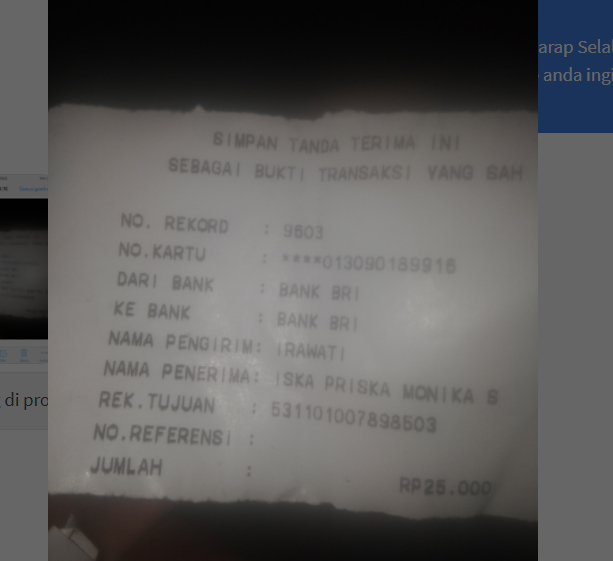 arap Sela
anda ingi
SIMPAN TANDA TERIMA INI
SEBAGAI BUKTI TRANSAKSI YANG SAH
NO. REKORD : 9603
NO.KARTU : ****013090189915
DARI BANK : BANK BRI
KE BANK : BANK BRI
NAMA PENGIRIM: IRAWATI
NAMA PENERIMA: ISKA PRISKA MONIKA S
REK.TUJUAN : 531101007898503
NO.REFERENSI :
JUMLAH : RP25.000
di pro